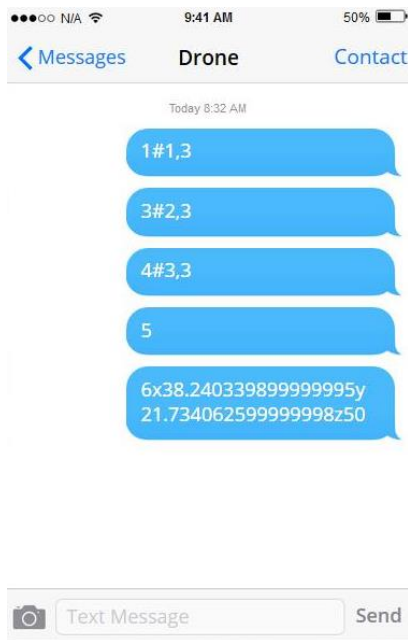 N/A 9:41 AM 50%
Messages Drone Contact
Today 8:32 AM
1#1,3
3#2,3
4#3,3
5
6x38.240339899999995y
21.734062599999998z50
Text Message Send